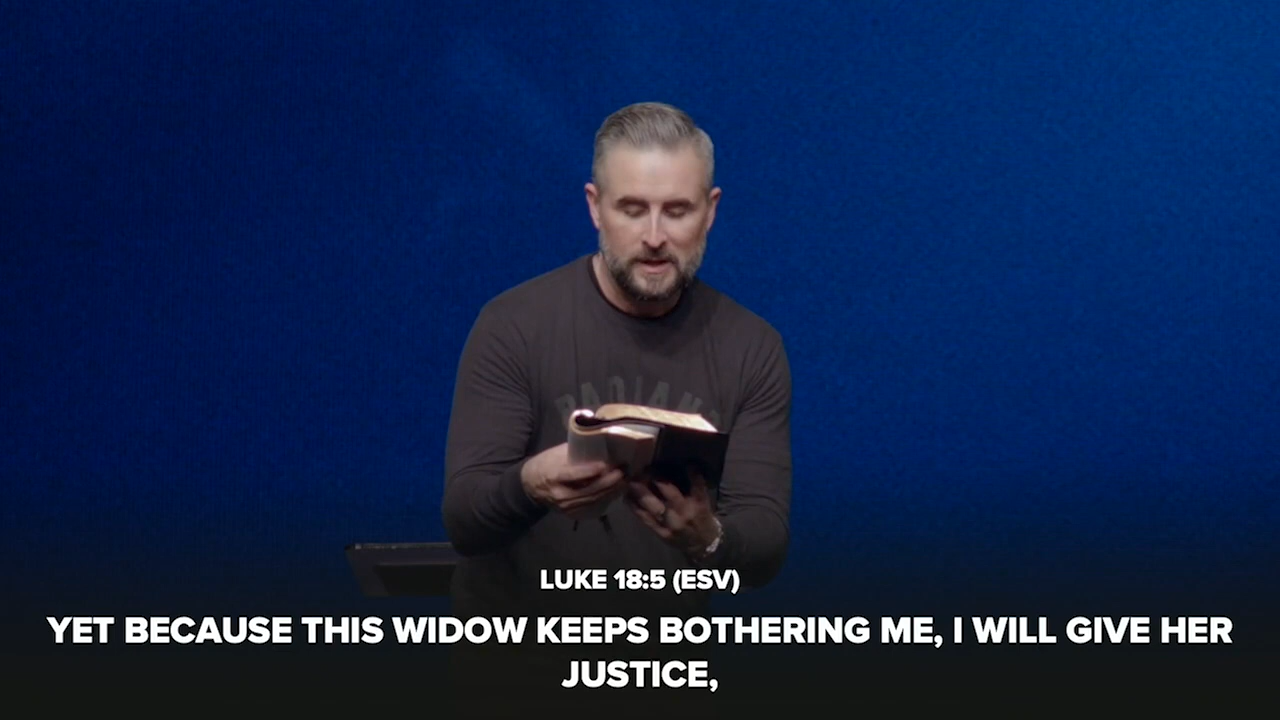 LUKE 18:5 (ESV)
YET BECAUSE THIS WIDOW KEEPS BOTHERING ME, I WILL GIVE HER
JUSTICE,